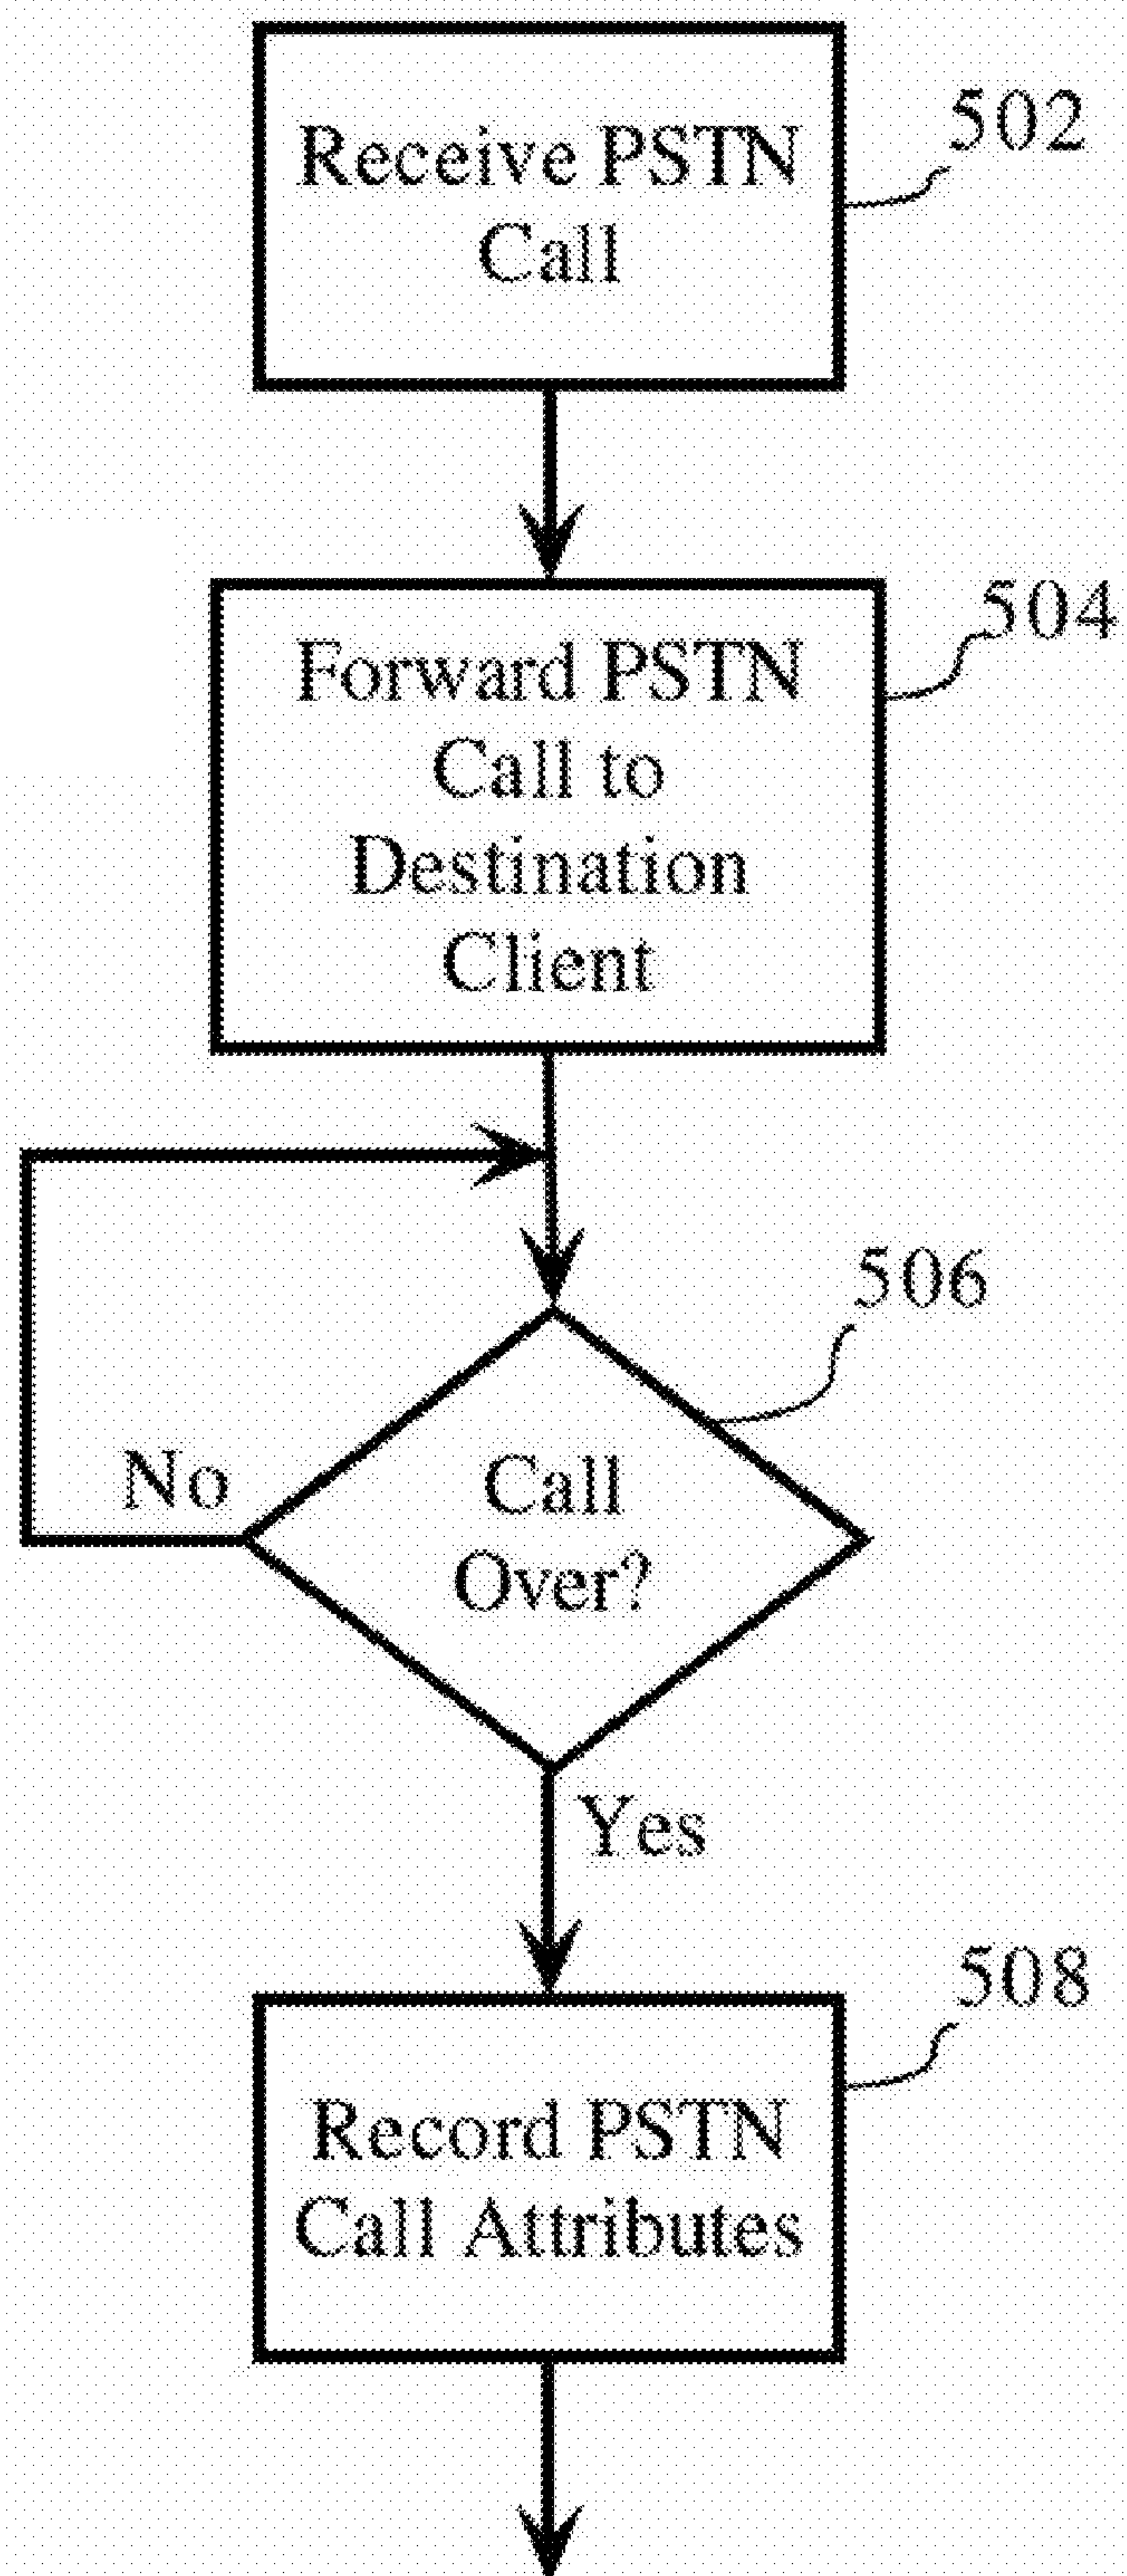 Receive PSTN
Call
502
Forward PSTN
Call to
Destination
Client
504
506
Call
Over?
No
Yes
508
Record PSTN
Call Attributes